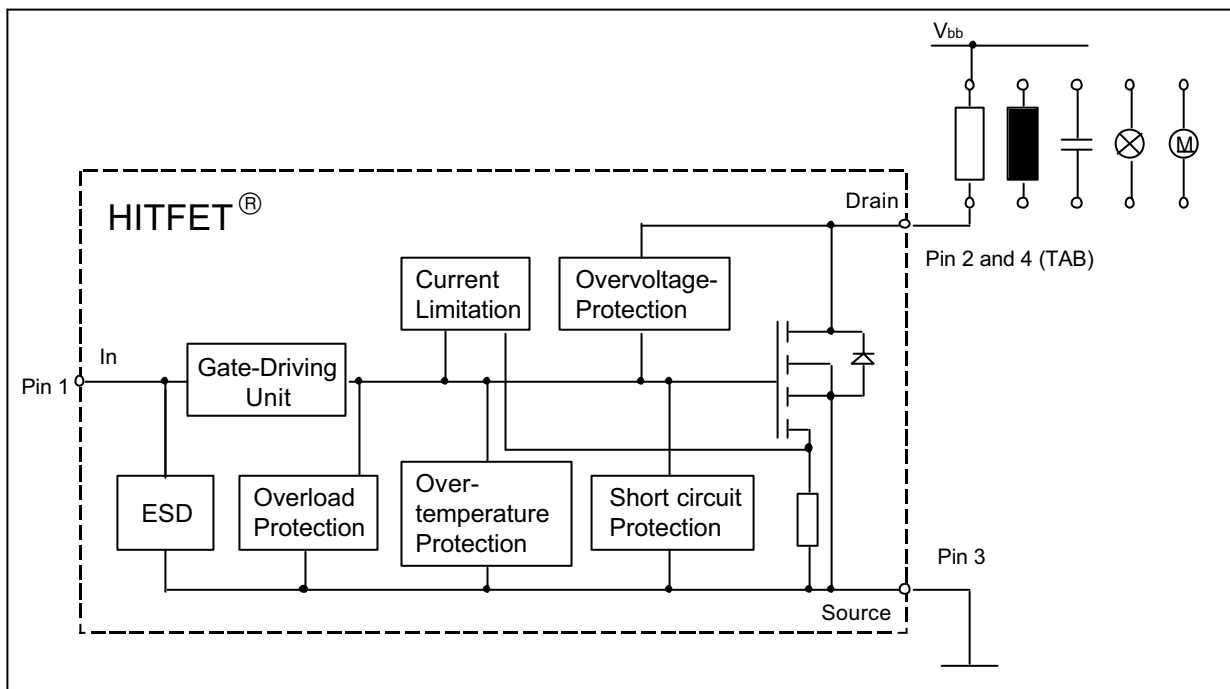 Vbb
M
Drain
HITFET ®
Pin 2 and 4 (TAB)
Current
Limitation
Overvoltage-
Protection
In
Pin 1
Gate-Driving
Unit
ESD
Overload
Protection
Over-
temperature
Protection
Short circuit
Protection
Pin 3
Source